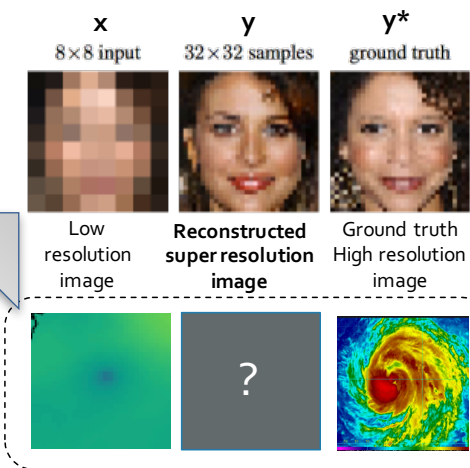 x y y*
8×8 input 32×32 samples ground truth
Low Reconstructed Ground truth
resolution super resolution High resolution
image image image
?